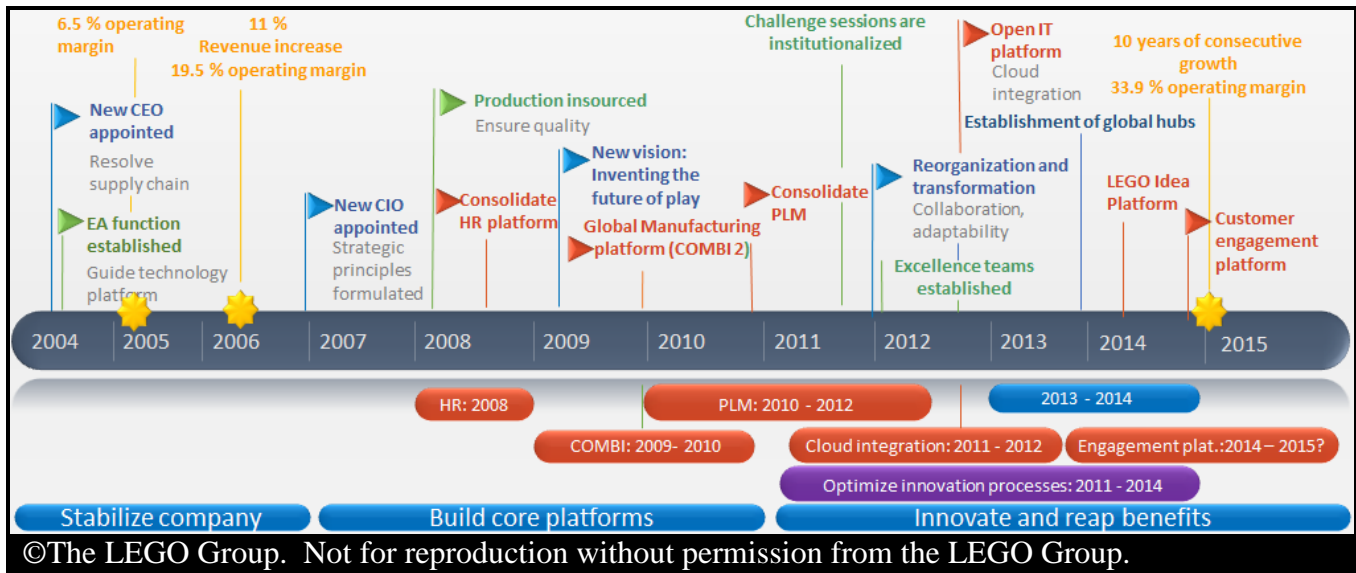 6.5 % operating
margin
11 %
Revenue increase
19.5 % operating margin
New CEO
appointed
Resolve
supply chain
EA function
established
Guide technology
platform
New CIO
appointed
Strategic
principles
formulated
Production insourced
Ensure quality
Consolidate
HR platform
New vision:
Inventing the
future of play
Global Manufacturing
platform (COMBI 2)
Consolidate
PLM
Challenge sessions are
institutionalized
Reorganization and
transformation
Collaboration,
adaptability
Excellence teams
established
Open IT
platform
Cloud
integration
Establishment of global hubs
LEGO Idea
Platform
10 years of consecutive
growth
33.9 % operating margin
Customer
engagement
platform
2004 2005 2006 2007 2008 2009 2010 2011 2012 2013 2014 2015
HR: 2008
PLM: 2010 - 2012
2013 - 2014
COMBI: 2009- 2010
Cloud integration: 2011 - 2012
Engagement plat.:2014 – 2015?
Optimize innovation processes: 2011 - 2014
Stabilize company
Build core platforms
Innovate and reap benefits
©The LEGO Group. Not for reproduction without permission from the LEGO Group.